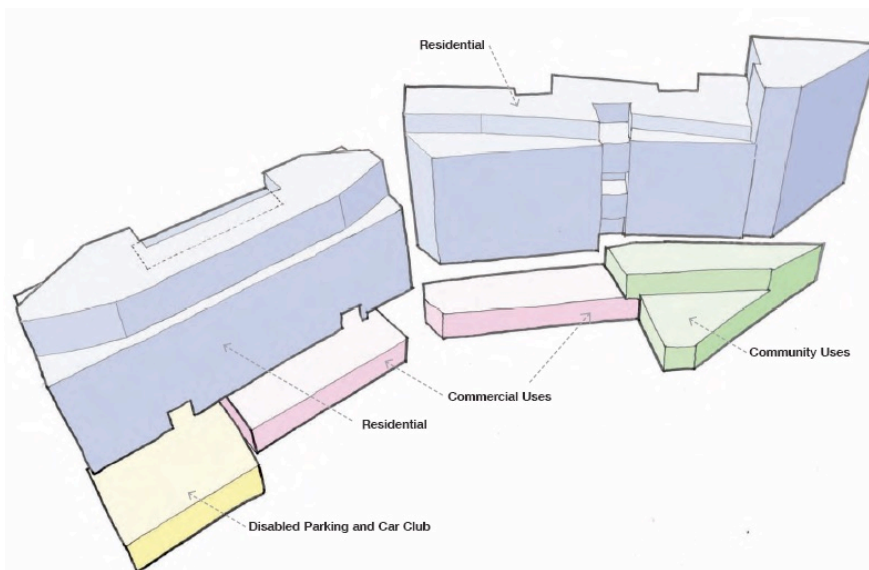 Residential
Community Uses
Commercial Uses
Residential
Disabled Parking and Car Club